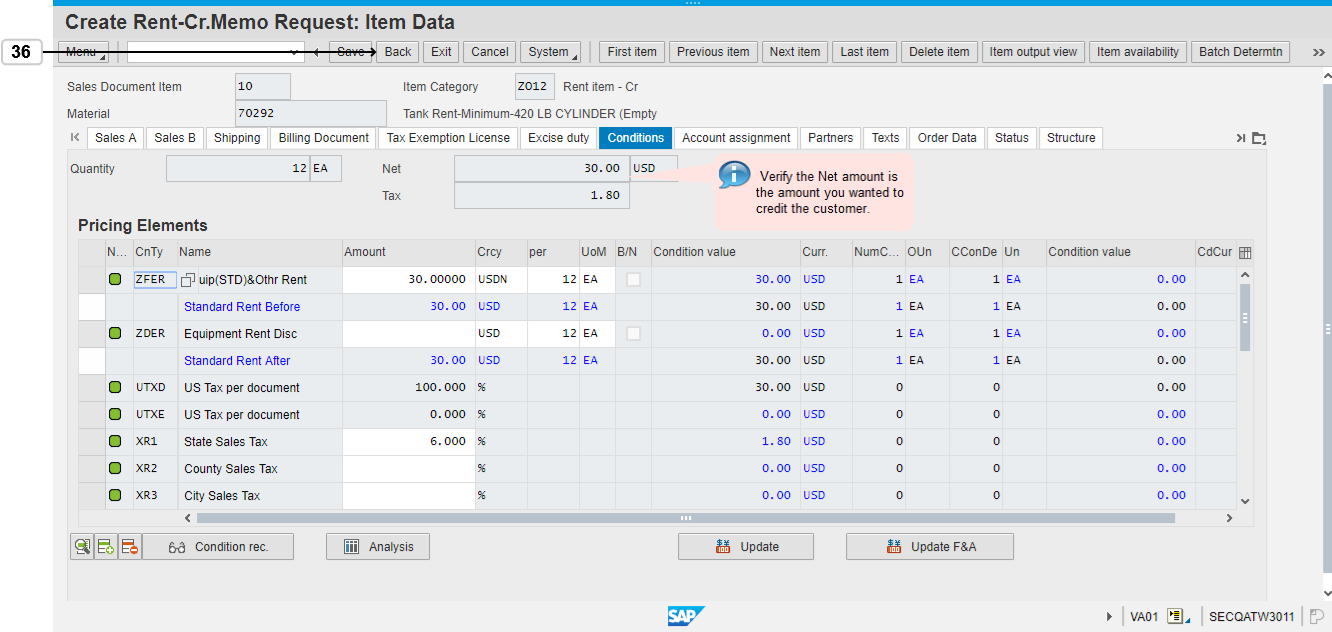 Create Rent-Cr.Memo Request: Item Data
36 Menu Save Back Exit Cancel System First item Previous item Next item Last item Delete item Item output view Item availability Batch Determtn
Sales Document Item 10 Item Category ZO12 Rent item - Cr
Material 70292 Tank Rent-Minimum-420 LB CYLINDER (Empty
Sales A Sales B Shipping Billing Document Tax Exemption License Excise duty Conditions Account assignment Partners Texts Order Data Status Structure
Quantity 12 EA Net 30.00 USD
Tax 1.80
Verify the Net amount is
the amount you wanted to
credit the customer.
Pricing Elements
N... CnTy Name Amount Crcy per UoM B/N Condition value Curr. NumC... OUn CConDe Un Condition value CdCur
ZFER uip(STD)&Othr Rent 30.00000 USDN 12 EA 30.00 USD 1 EA 1 EA 0.00
Standard Rent Before 30.00 USD 12 EA 30.00 USD 1 EA 1 EA 0.00
ZDER Equipment Rent Disc USD 12 EA 0.00 USD 1 EA 1 EA 0.00
Standard Rent After 30.00 USD 12 EA 30.00 USD 1 EA 1 EA 0.00
UTXD US Tax per document 100.000 % 30.00 USD 0 0 0.00
UTXE US Tax per document 0.000 % 0.00 USD 0 0 0.00
XR1 State Sales Tax 6.000 % 1.80 USD 0 0 0.00
XR2 County Sales Tax % 0.00 USD 0 0 0.00
XR3 City Sales Tax % 0.00 USD 0 0 0.00
Condition rec. Analysis Update Update F&A
SAP VA01 SECQATW3011